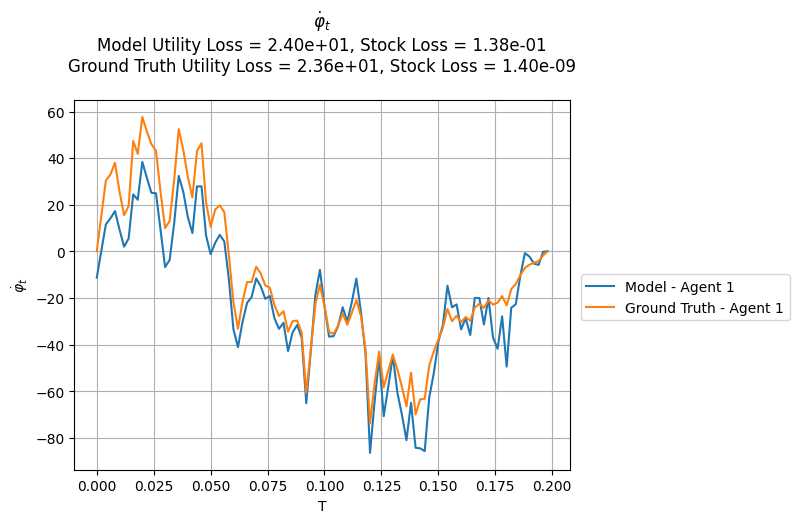 φ̇ₜ
Model Utility Loss = 2.40e+01, Stock Loss = 1.38e-01
Ground Truth Utility Loss = 2.36e+01, Stock Loss = 1.40e-09
60
40
20
0
−20
−40
−60
−80
φ̇ₜ
0.000
0.025
0.050
0.075
0.100
0.125
0.150
0.175
0.200
T
Model - Agent 1
Ground Truth - Agent 1